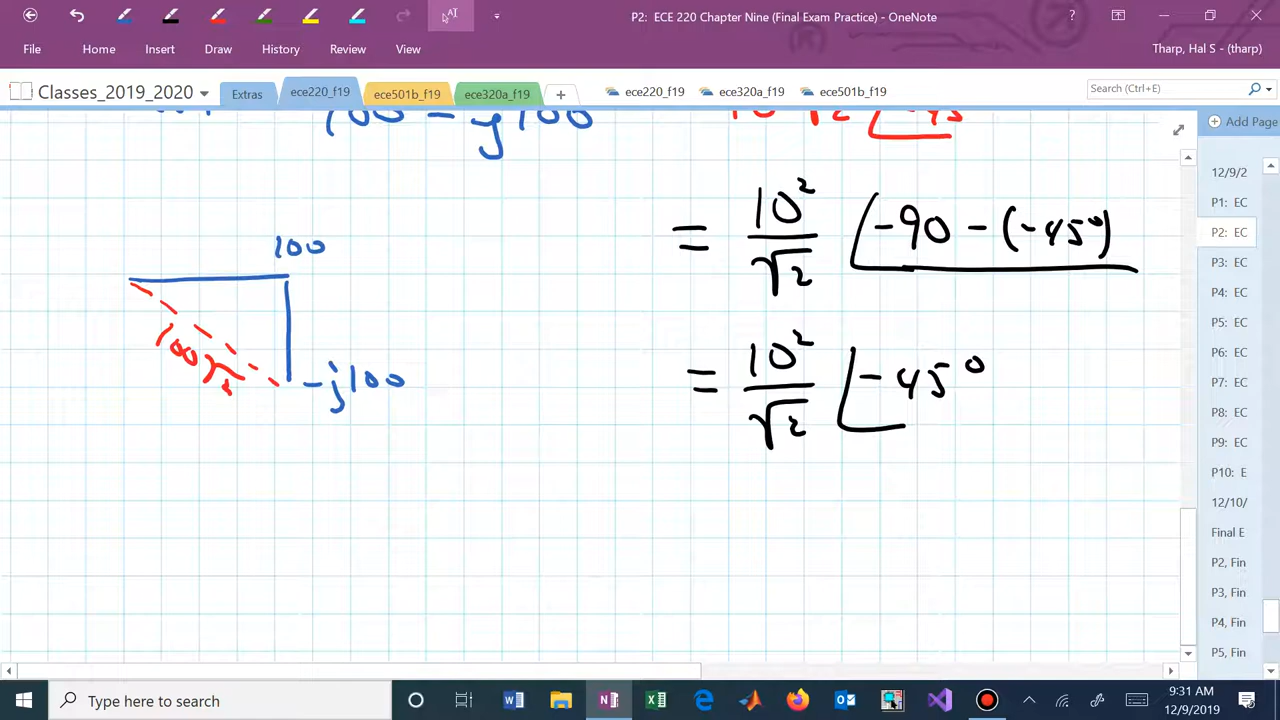 P2: ECE 220 Chapter Nine (Final Exam Practice) - OneNote
Tharp, Hal S - (tharp)
File Home Insert Draw History Review View
Classes_2019_2020 Extras ece220_f19 ece501b_f19 ece320a_f19 ece220_f19 ece320a_f19 ece501b_f19
Search (Ctrl+E)
Add Page
12/9/2
P1: EC
P2: EC
P3: EC
P4: EC
P5: EC
P6: EC
P7: EC
P8: EC
P9: EC
P10: E
12/10/
Final E
P2, Fin
P3, Fin
P4, Fin
P5, Fin
100 - j100
= 10² / √2 ∠-90 - (-45°)
100
100√2
-j100
= 10² / √2 ∠-45°
Type here to search
9:31 AM
12/9/2019